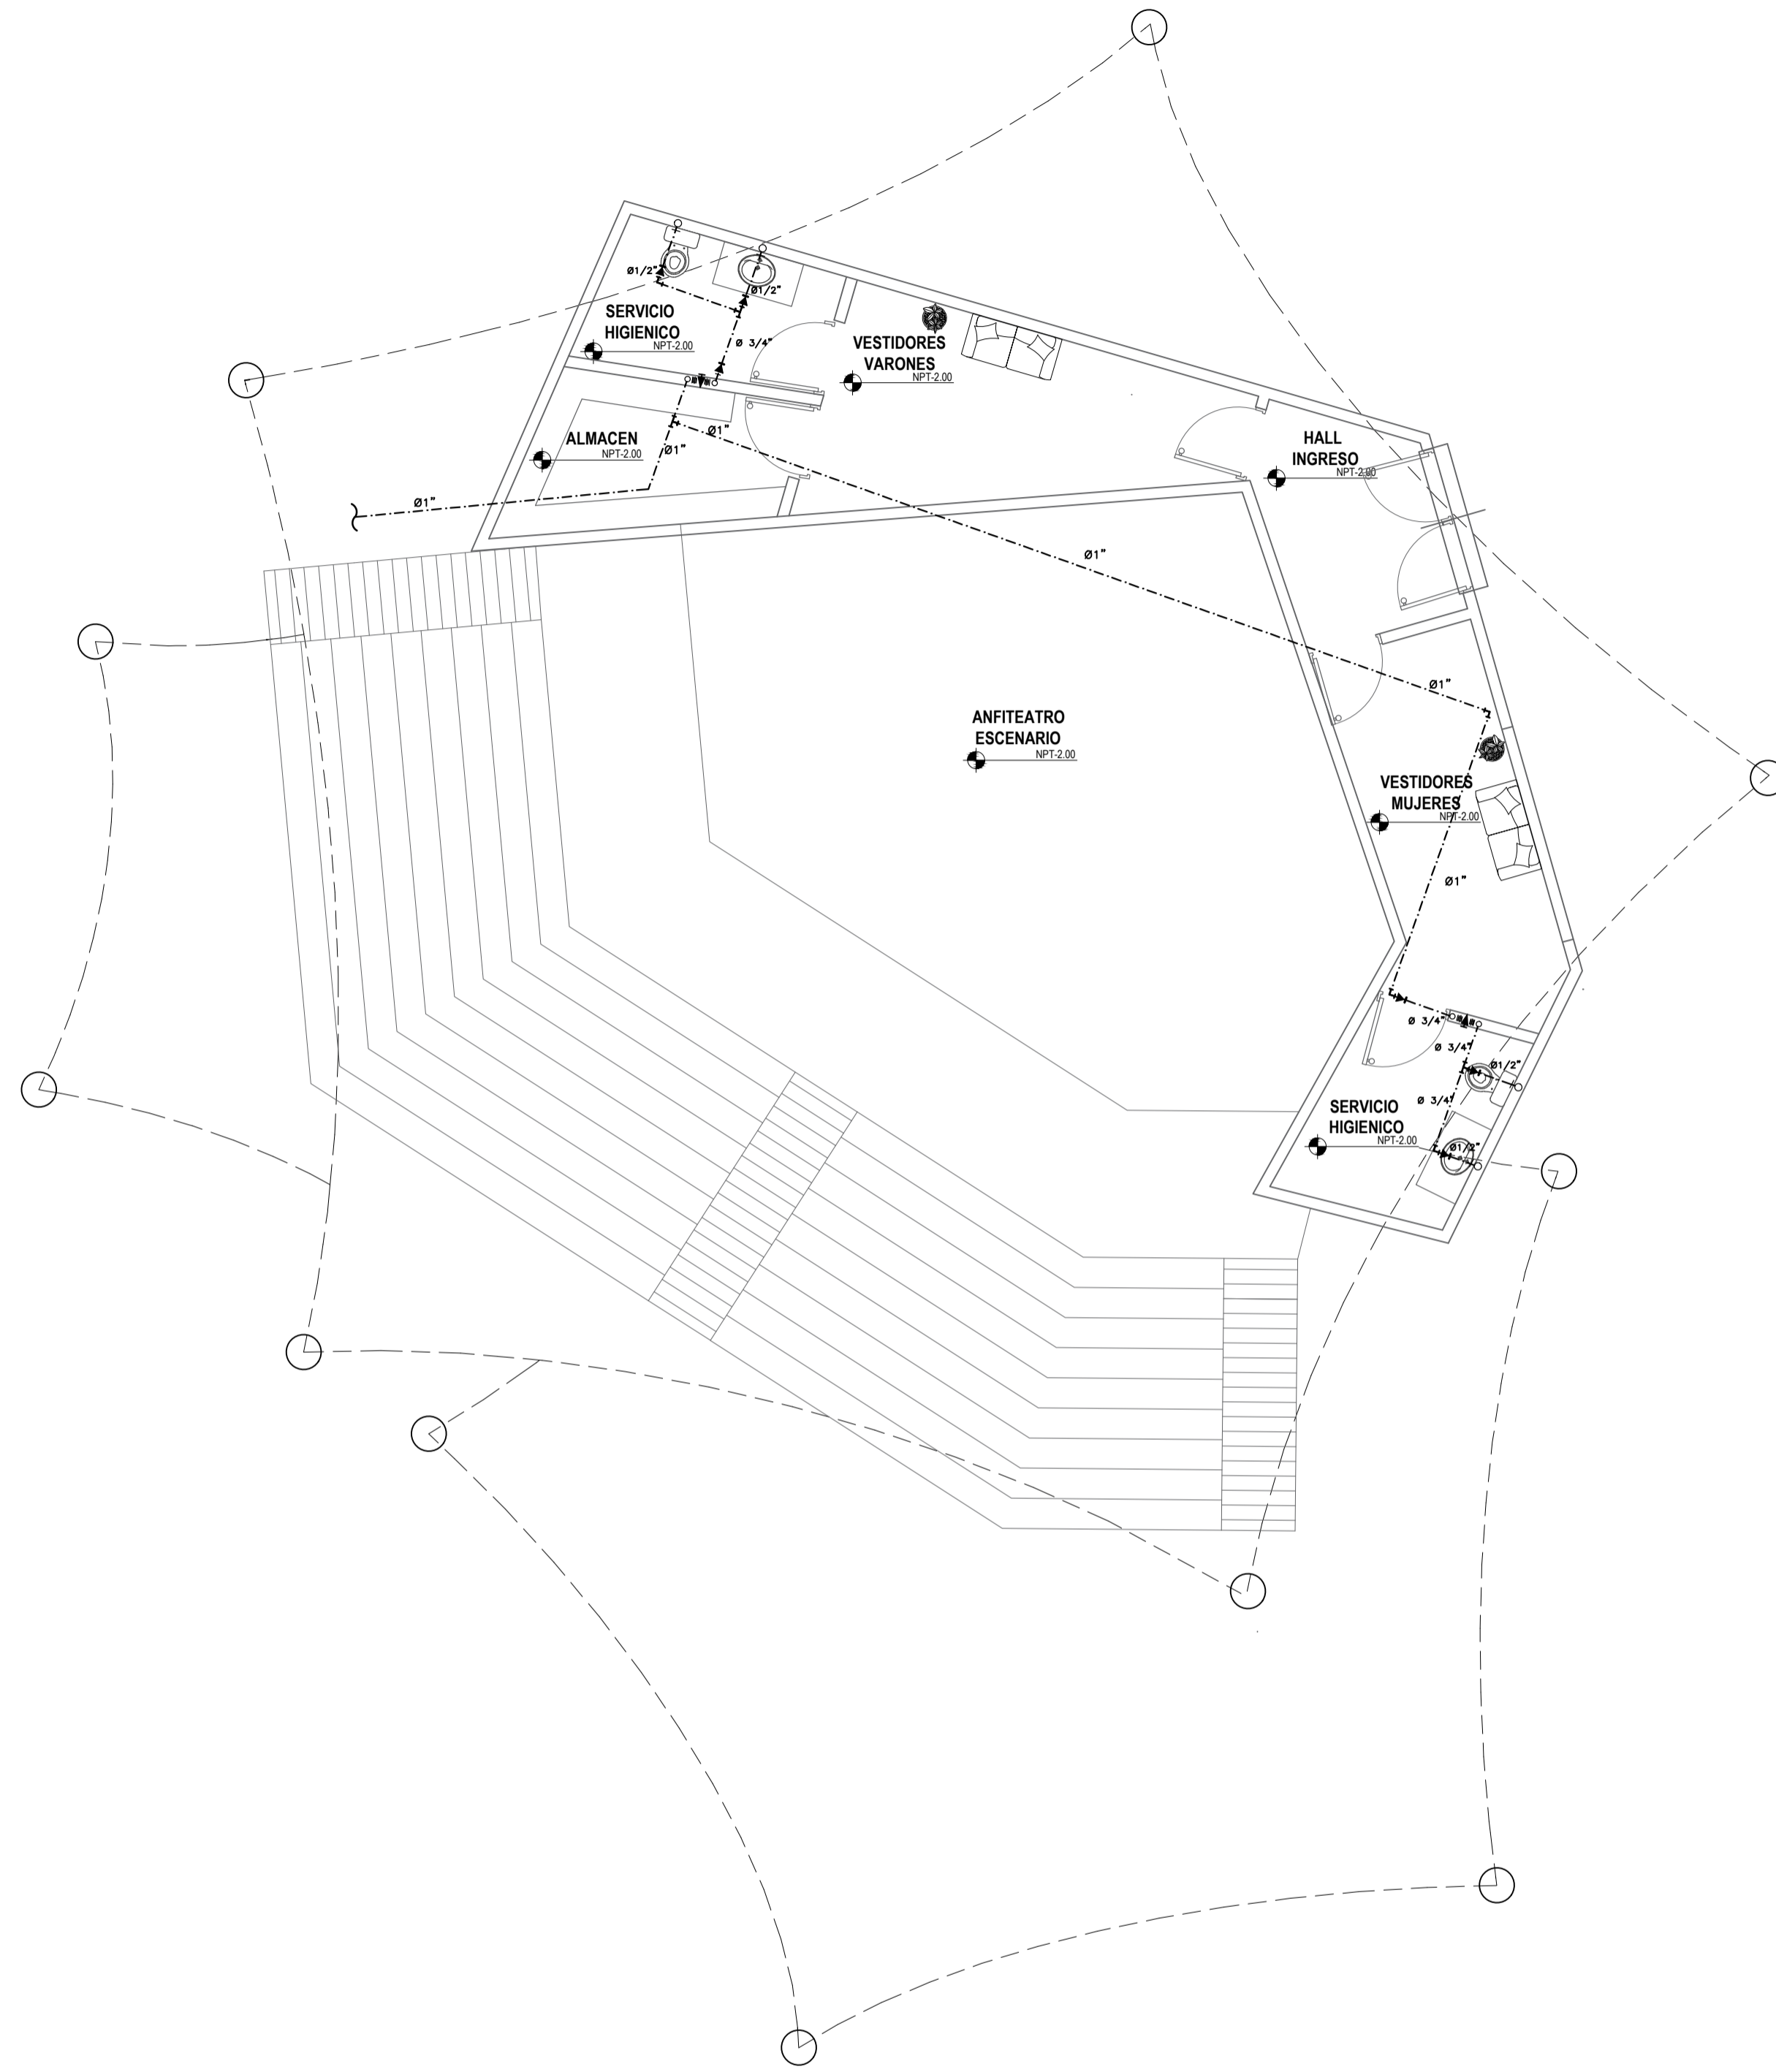 Ø1/2"
Ø1/2"
SERVICIO
HIGIENICO
NPT-2.00
Ø 3/4"
VESTIDORES
VARONES
NPT-2.00
Ø1"
ALMACEN
NPT-2.00
Ø1"
HALL
INGRESO
NPT-2.00
Ø1"
Ø1"
Ø1"
ANFITEATRO
ESCENARIO
NPT-2.00
VESTIDORES
MUJERES
NPT-2.00
Ø1"
Ø 3/4"
Ø 3/4"
Ø1/2"
Ø 3/4"
SERVICIO
HIGIENICO
NPT-2.00
Ø1/2"